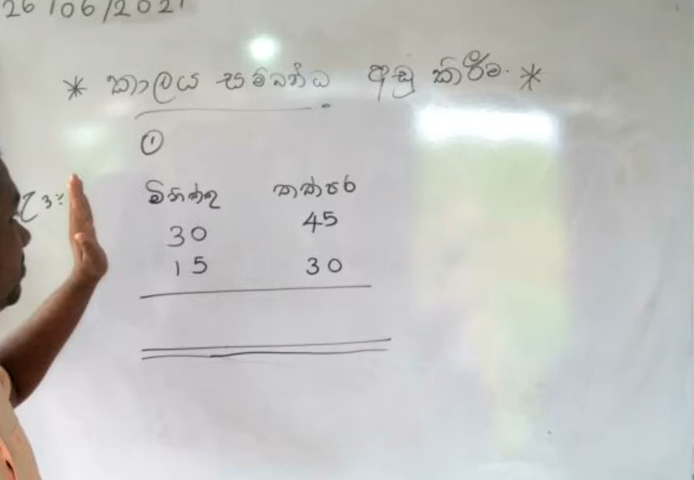 26/06/2021
* කාලය සම්බන්ධ අඩු කිරීම. *
①
මිනිත්තු තත්පර
30 45
15 30